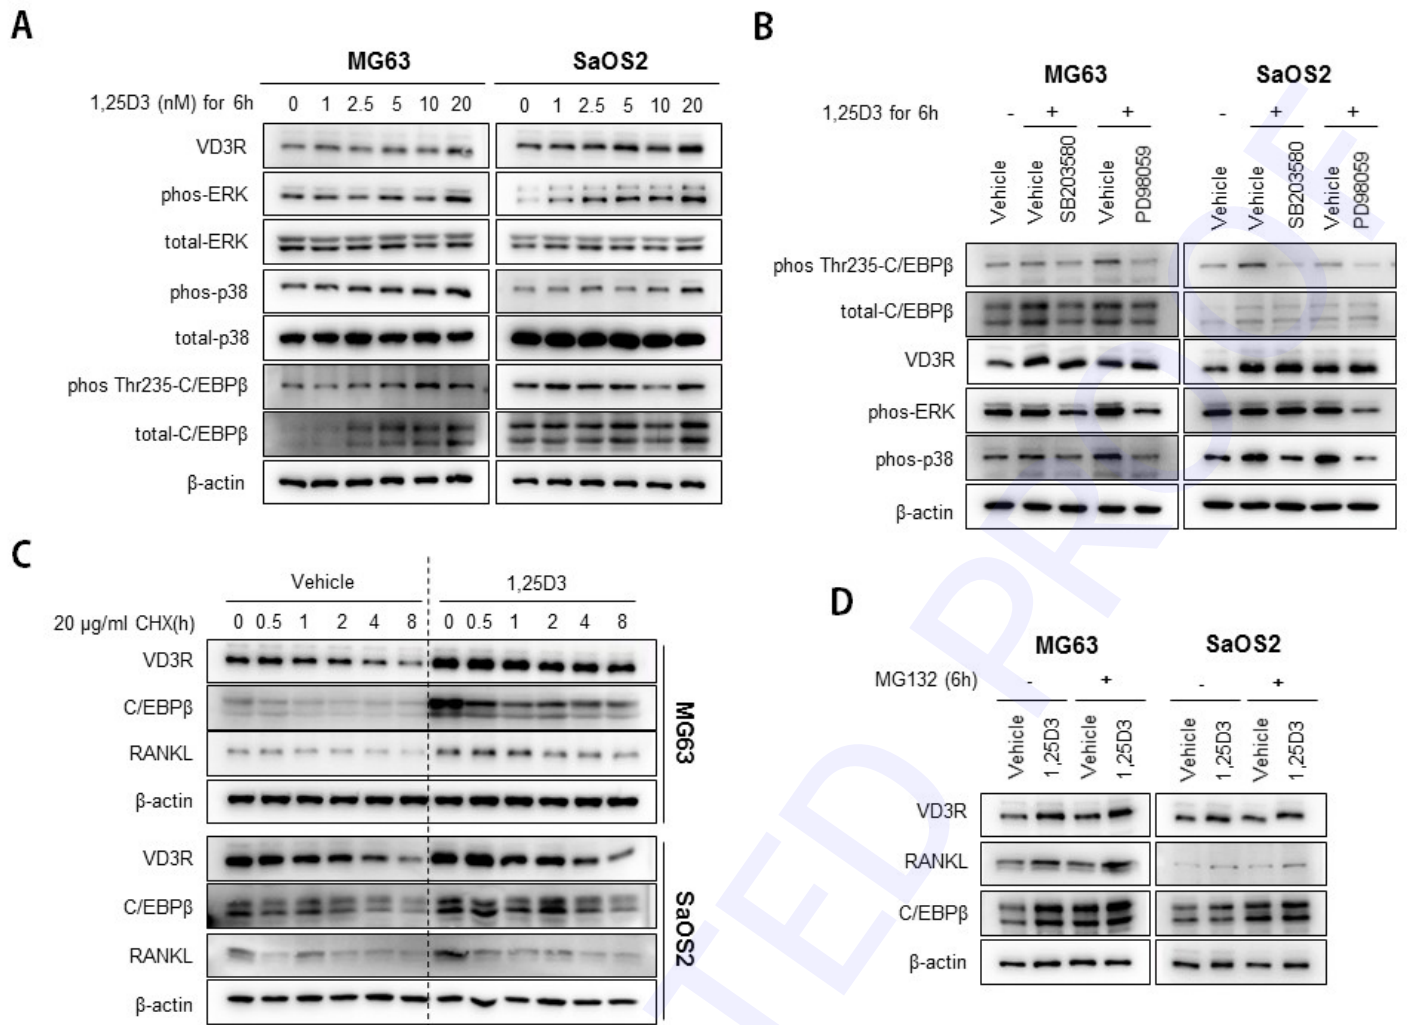 A
MG63 SaOS2
1,25D3 (nM) for 6h 0 1 2.5 5 10 20 0 1 2.5 5 10 20
VD3R
phos-ERK
total-ERK
phos-p38
total-p38
phos Thr235-C/EBPβ
total-C/EBPβ
β-actin
B
MG63 SaOS2
1,25D3 for 6h - + + - + +
Vehicle Vehicle SB203580 Vehicle PD98059 Vehicle Vehicle SB203580 Vehicle PD98059
phos Thr235-C/EBPβ
total-C/EBPβ
VD3R
phos-ERK
phos-p38
β-actin
C
Vehicle 1,25D3
20 µg/ml CHX(h) 0 0.5 1 2 4 8 0 0.5 1 2 4 8
VD3R
C/EBPβ
RANKL
β-actin
MG63
VD3R
C/EBPβ
RANKL
β-actin
SaOS2
D
MG63 SaOS2
MG132 (6h) - + - +
Vehicle 1,25D3 Vehicle 1,25D3 Vehicle 1,25D3 Vehicle 1,25D3
VD3R
RANKL
C/EBPβ
β-actin
TED PROOF